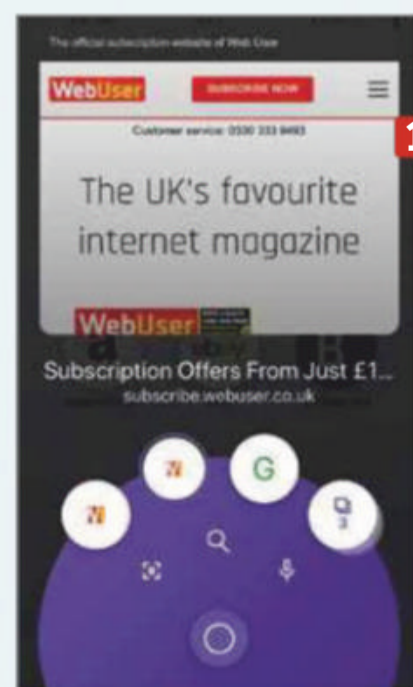 The official subscription website of Web User
WebUser
SUBSCRIBE NOW
Customer service: 0330 333 9493
1
The UK's favourite
internet magazine
WebUser
Subscription Offers From Just £1...
subscribe.webuser.co.uk
G
3